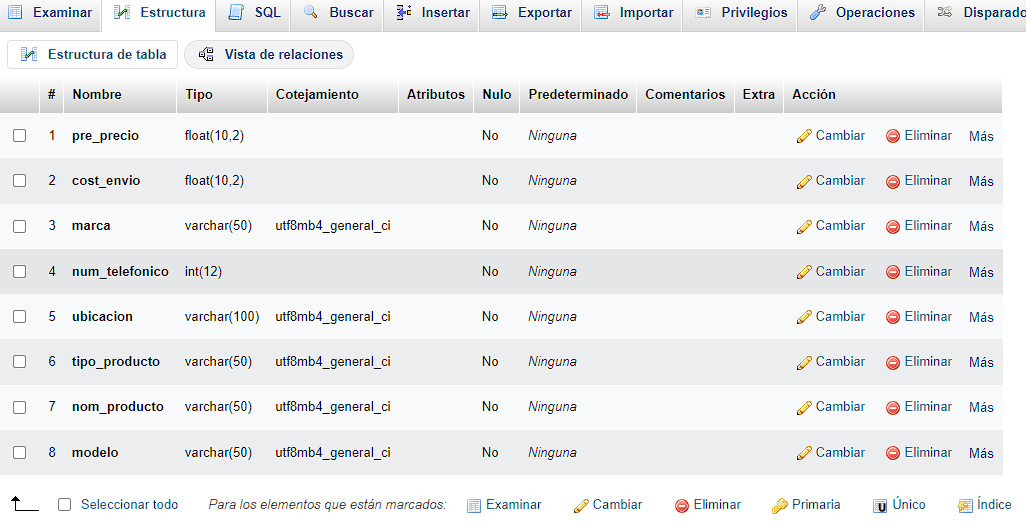 Examinar Estructura SQL Buscar Insertar Exportar Importar Privilegios Operaciones Disparado
Estructura de tabla Vista de relaciones
# Nombre Tipo Cotejamiento Atributos Nulo Predeterminado Comentarios Extra Acción
1 pre_precio float(10,2) No Ninguna Cambiar Eliminar Más
2 cost_envio float(10,2) No Ninguna Cambiar Eliminar Más
3 marca varchar(50) utf8mb4_general_ci No Ninguna Cambiar Eliminar Más
4 num_telefonico int(12) No Ninguna Cambiar Eliminar Más
5 ubicacion varchar(100) utf8mb4_general_ci No Ninguna Cambiar Eliminar Más
6 tipo_producto varchar(50) utf8mb4_general_ci No Ninguna Cambiar Eliminar Más
7 nom_producto varchar(50) utf8mb4_general_ci No Ninguna Cambiar Eliminar Más
8 modelo varchar(50) utf8mb4_general_ci No Ninguna Cambiar Eliminar Más
Seleccionar todo Para los elementos que están marcados: Examinar Cambiar Eliminar Primaria Único Índice